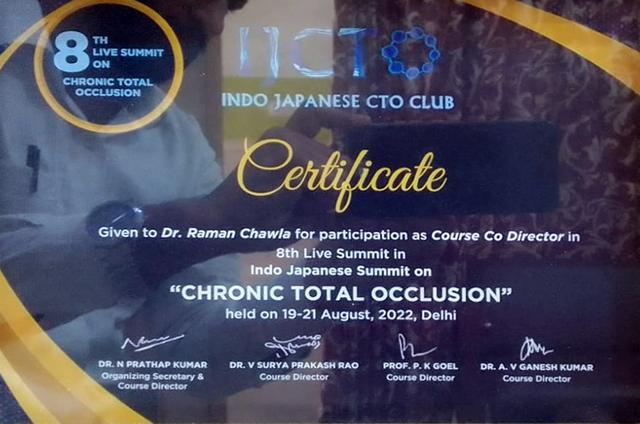 8TH LIVE SUMMIT ON
CHRONIC TOTAL
OCCLUSION
IJCTO
INDO JAPANESE CTO CLUB
Certificate
Given to Dr. Raman Chawla for participation as Course Co Director in
8th Live Summit in
Indo Japanese Summit on
“CHRONIC TOTAL OCCLUSION”
held on 19-21 August, 2022, Delhi
DR. N PRATHAP KUMAR
Organizing Secretary &
Course Director
DR. V SURYA PRAKASH RAO
Course Director
PROF. P. K GOEL
Course Director
DR. A. V GANESH KUMAR
Course Director